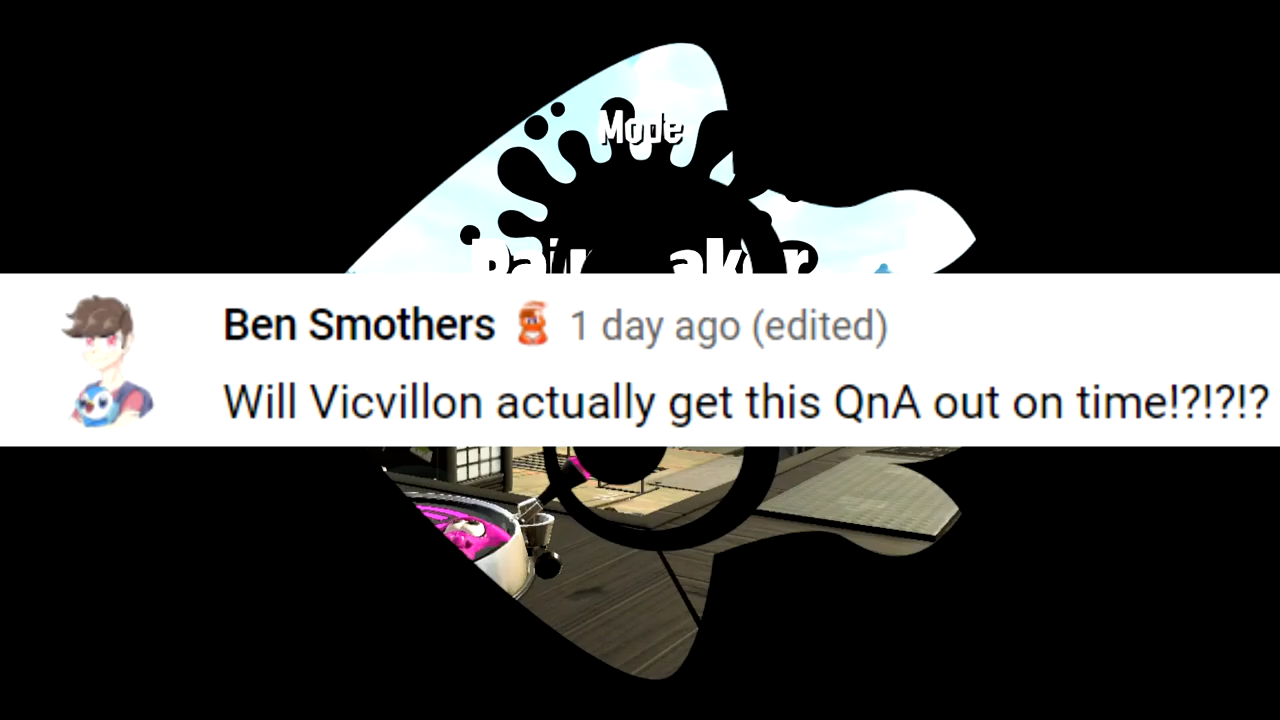 Mode
Ben Smothers 1 day ago (edited)
Will Vicvillon actually get this QnA out on time!?!?!?